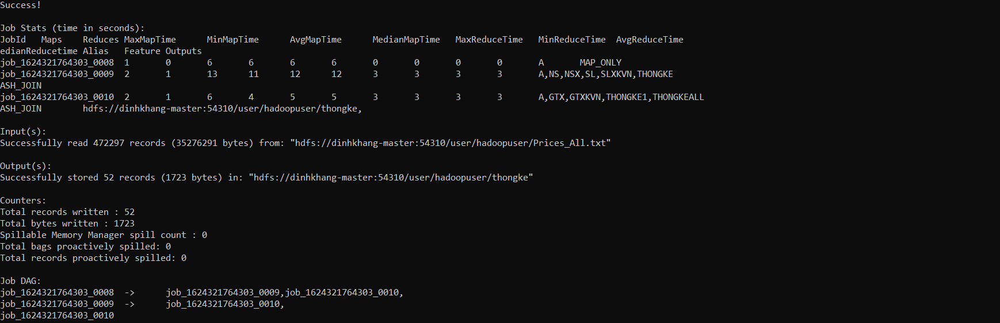 Success!
Job Stats (time in seconds):
JobId Maps Reduces MaxMapTime MinMapTime AvgMapTime MedianMapTime MaxReduceTime MinReduceTime AvgReduceTime
edianReducetime Alias Feature Outputs
job_1624321764303_0008 1 0 6 6 6 6 0 0 0 0 A MAP_ONLY
job_1624321764303_0009 2 1 13 11 12 12 3 3 3 3 A,NS,NSX,SL,SLXKVN,THONGKE
ASH_JOIN
job_1624321764303_0010 2 1 6 4 5 5 3 3 3 3 A,GTX,GTXKVN,THONGKE1,THONGKEALL
ASH_JOIN hdfs://dinhkhang-master:54310/user/hadoopuser/thongke,
Input(s):
Successfully read 472297 records (35276291 bytes) from: "hdfs://dinhkhang-master:54310/user/hadoopuser/Prices_All.txt"
Output(s):
Successfully stored 52 records (1723 bytes) in: "hdfs://dinhkhang-master:54310/user/hadoopuser/thongke"
Counters:
Total records written : 52
Total bytes written : 1723
Spillable Memory Manager spill count : 0
Total bags proactively spilled: 0
Total records proactively spilled: 0
Job DAG:
job_1624321764303_0008 -> job_1624321764303_0009,job_1624321764303_0010,
job_1624321764303_0009 -> job_1624321764303_0010,
job_1624321764303_0010